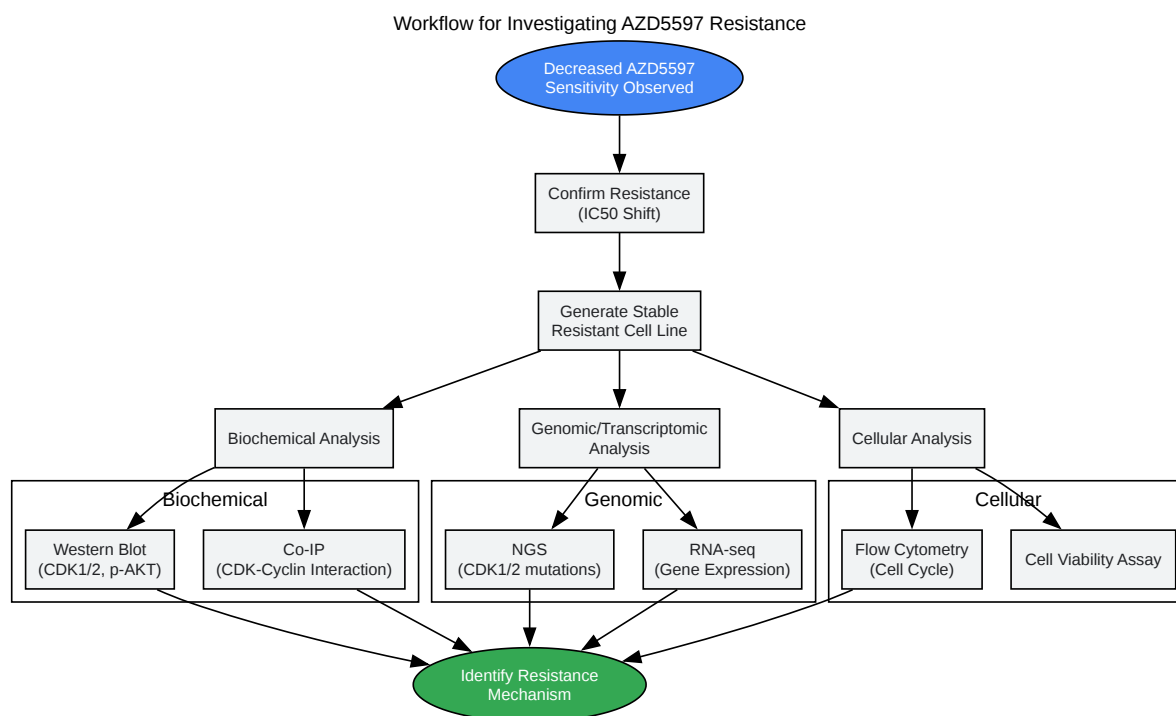 Workflow for Investigating AZD5597 Resistance
Decreased AZD5597
Sensitivity Observed
Confirm Resistance
(IC50 Shift)
Generate Stable
Resistant Cell Line
Biochemical Analysis
Genomic/Transcriptomic
Analysis
Cellular Analysis
Biochemical
Western Blot
(CDK1/2, p-AKT)
Co-IP
(CDK-Cyclin Interaction)
Genomic
NGS
(CDK1/2 mutations)
RNA-seq
(Gene Expression)
Cellular
Flow Cytometry
(Cell Cycle)
Cell Viability Assay
Identify Resistance
Mechanism